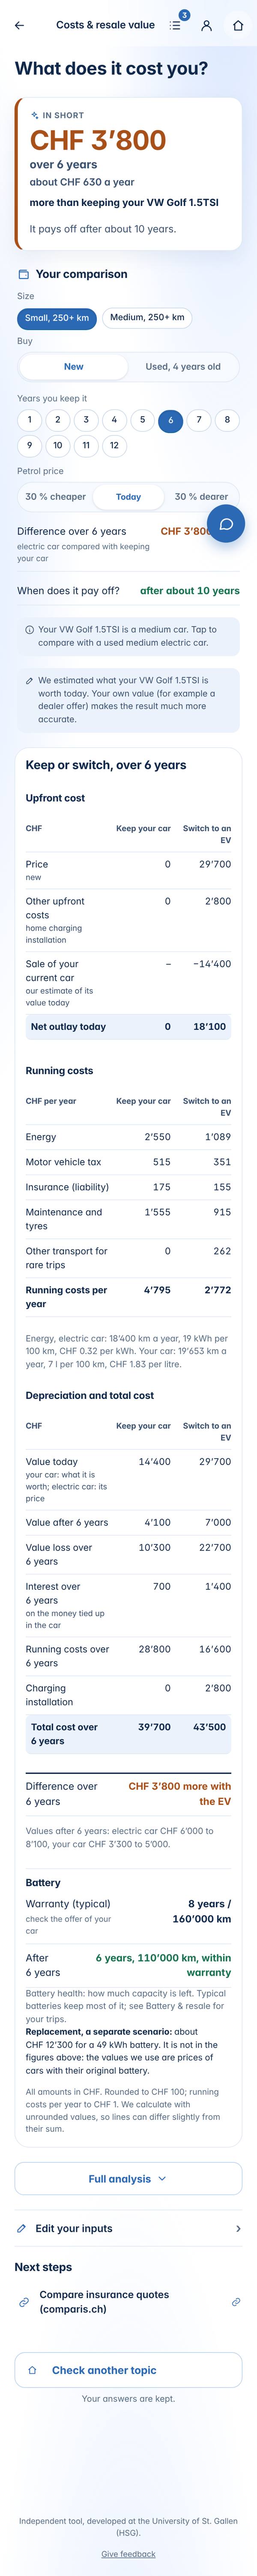 Costs & resale value
3
What does it cost you?
IN SHORT
CHF 3'800
over 6 years
about CHF 630 a year
more than keeping your VW Golf 1.5TSI
It pays off after about 10 years.
Your comparison
Size
Small, 250+ km
Medium, 250+ km
Buy
New
Used, 4 years old
Years you keep it
1 2 3 4 5 6 7 8
9 10 11 12
Petrol price
30 % cheaper
Today
30 % dearer
Difference over 6 years
CHF 3'800
electric car compared with keeping
your car
When does it pay off?
after about 10 years
Your VW Golf 1.5TSI is a medium car. Tap to
compare with a used medium electric car.
We estimated what your VW Golf 1.5TSI is
worth today. Your own value (for example a
dealer offer) makes the result much more
accurate.
Keep or switch, over 6 years
Upfront cost
CHF Keep your car Switch to an
EV
Price 0 29'700
new
Other upfront 0 2'800
costs
home charging
installation
Sale of your – −14'400
current car
our estimate of its
value today
Net outlay today 0 18'100
Running costs
CHF per year Keep your car Switch to an
EV
Energy 2'550 1'089
Motor vehicle tax 515 351
Insurance (liability) 175 155
Maintenance and 1'555 915
tyres
Other transport for 0 262
rare trips
Running costs per 4'795 2'772
year
Energy, electric car: 18'400 km a year, 19 kWh per
100 km, CHF 0.32 per kWh. Your car: 19'653 km a
year, 7 l per 100 km, CHF 1.83 per litre.
Depreciation and total cost
CHF Keep your car Switch to an
EV
Value today 14'400 29'700
your car: what it is
worth; electric car: its
price
Value after 6 years 4'100 7'000
Value loss over 10'300 22'700
6 years
Interest over 700 1'400
6 years
on the money tied up
in the car
Running costs over 28'800 16'600
6 years
Charging 0 2'800
installation
Total cost over 39'700 43'500
6 years
Difference over CHF 3'800 more with
6 years the EV
Values after 6 years: electric car CHF 6'000 to
8'100, your car CHF 3'300 to 5'000.
Battery
Warranty (typical) 8 years /
check the offer of your 160'000 km
car
After 6 years, 110'000 km, within
6 years warranty
Battery health: how much capacity is left. Typical
batteries keep most of it; see Battery & resale for
your trips.
Replacement, a separate scenario: about
CHF 12'300 for a 49 kWh battery. It is not in the
figures above: the values we use are prices of
cars with their original battery.
All amounts in CHF. Rounded to CHF 100; running
costs per year to CHF 1. We calculate with
unrounded values, so lines can differ slightly from
their sum.
Full analysis
Edit your inputs
Next steps
Compare insurance quotes
(comparis.ch)
Check another topic
Your answers are kept.
Independent tool, developed at the University of St. Gallen
(HSG).
Give feedback